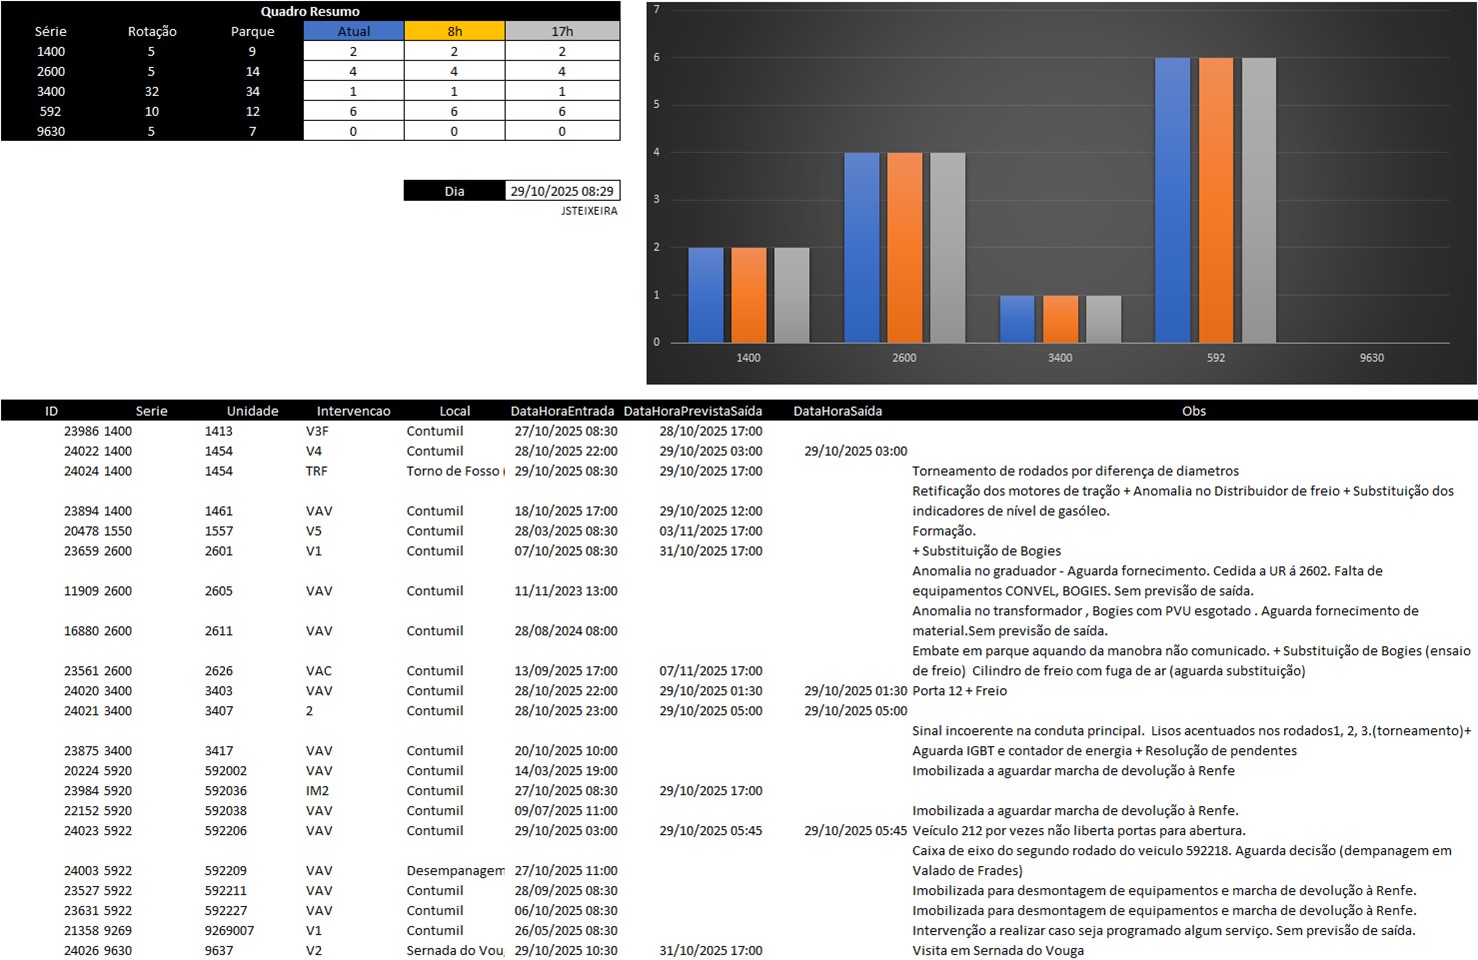 Quadro Resumo
Série Rotação Parque Atual 8h 17h
1400 5 9 2 2 2
2600 5 14 4 4 4
3400 32 34 1 1 1
592 10 12 6 6 6
9630 5 7 0 0 0
Dia 29/10/2025 08:29
JSTEIXEIRA
7
6
5
4
3
2
1
0
1400 2600 3400 592 9630
ID Serie Unidade Intervencao Local DataHoraEntrada DataHoraPrevistaSaída DataHoraSaída Obs
23986 1400 1413 V3F Contumil 27/10/2025 08:30 28/10/2025 17:00
24022 1400 1454 V4 Contumil 28/10/2025 22:00 29/10/2025 03:00 29/10/2025 03:00
24024 1400 1454 TRF Torno de Fosso ( 29/10/2025 08:30 29/10/2025 17:00 Torneamento de rodados por diferença de diametros
Retificação dos motores de tração + Anomalia no Distribuidor de freio + Substituição dos
23894 1400 1461 VAV Contumil 18/10/2025 17:00 29/10/2025 12:00 indicadores de nível de gasóleo.
20478 1550 1557 V5 Contumil 28/03/2025 08:30 03/11/2025 17:00 Formação.
23659 2600 2601 V1 Contumil 07/10/2025 08:30 31/10/2025 17:00 + Substituição de Bogies
Anomalia no graduador - Aguarda fornecimento. Cedida a UR á 2602. Falta de
11909 2600 2605 VAV Contumil 11/11/2023 13:00 equipamentos CONVEL, BOGIES. Sem previsão de saída.
Anomalia no transformador , Bogies com PVU esgotado . Aguarda fornecimento de
16880 2600 2611 VAV Contumil 28/08/2024 08:00 material.Sem previsão de saída.
Embate em parque aquando da manobra não comunicado. + Substituição de Bogies (ensaio
23561 2600 2626 VAC Contumil 13/09/2025 17:00 07/11/2025 17:00 de freio) Cilindro de freio com fuga de ar (aguarda substituição)
24020 3400 3403 VAV Contumil 28/10/2025 22:00 29/10/2025 01:30 29/10/2025 01:30 Porta 12 + Freio
24021 3400 3407 2 Contumil 28/10/2025 23:00 29/10/2025 05:00 29/10/2025 05:00
Sinal incoerente na conduta principal. Lisos acentuados nos rodados1, 2, 3.(torneamento)+
23875 3400 3417 VAV Contumil 20/10/2025 10:00 Aguarda IGBT e contador de energia + Resolução de pendentes
20224 5920 592002 VAV Contumil 14/03/2025 19:00 Imobilizada a aguardar marcha de devolução à Renfe
23984 5920 592036 IM2 Contumil 27/10/2025 08:30 29/10/2025 17:00
22152 5920 592038 VAV Contumil 09/07/2025 11:00 Imobilizada a aguardar marcha de devolução à Renfe.
24023 5922 592206 VAV Contumil 29/10/2025 03:00 29/10/2025 05:45 29/10/2025 05:45 Veículo 212 por vezes não liberta portas para abertura.
Caixa de eixo do segundo rodado do veiculo 592218. Aguarda decisão (dempanagem em
24003 5922 592209 VAV Desempanagem 27/10/2025 11:00 Valado de Frades)
23527 5922 592211 VAV Contumil 28/09/2025 08:30 Imobilizada para desmontagem de equipamentos e marcha de devolução à Renfe.
23631 5922 592227 VAV Contumil 06/10/2025 08:30 Imobilizada para desmontagem de equipamentos e marcha de devolução à Renfe.
21358 9269 9269007 V1 Contumil 26/05/2025 08:30 Intervenção a realizar caso seja programado algum serviço. Sem previsão de saída.
24026 9630 9637 V2 Sernada do Vou 29/10/2025 10:30 31/10/2025 17:00 Visita em Sernada do Vouga